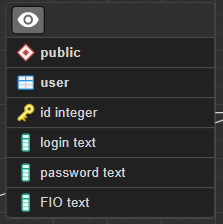 public
user
id integer
login text
password text
FIO text